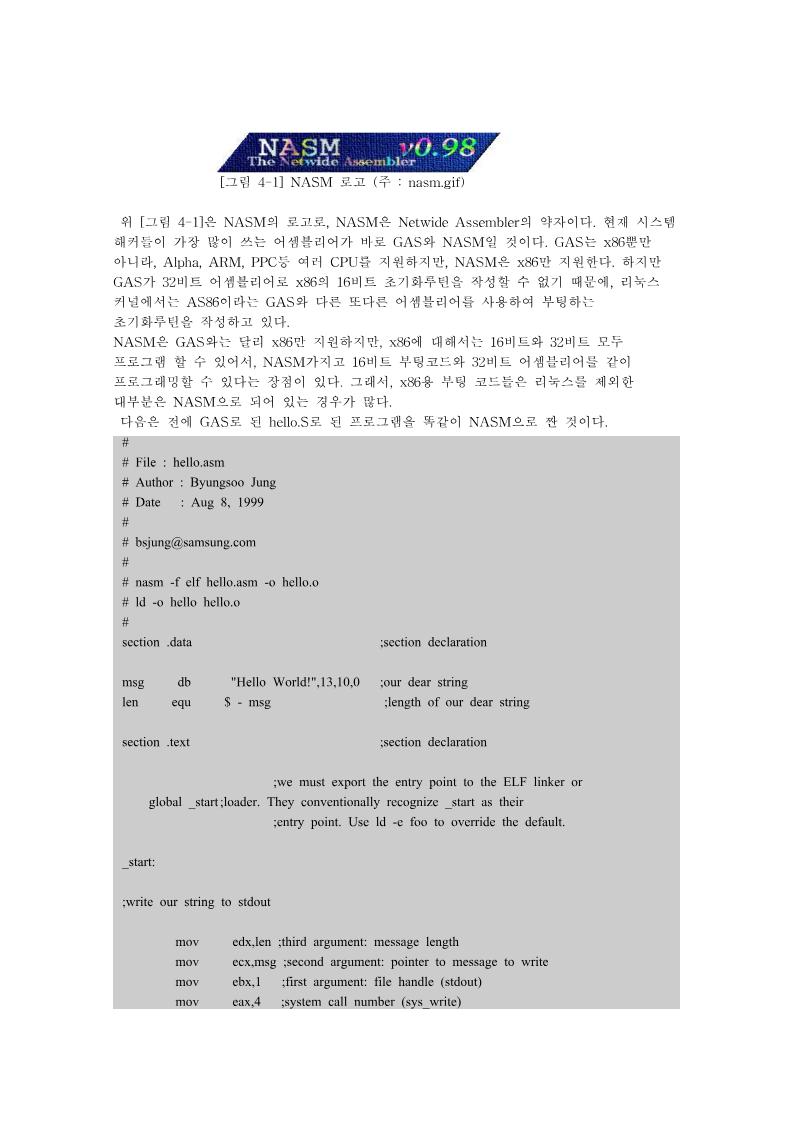 NASM v0.98
The Netwide Assembler
[그림 4-1] NASM 로고 (주 : nasm.gif)
위 [그림 4-1]은 NASM의 로고로, NASM은 Netwide Assembler의 약자이다. 현재 시스템
해커들이 가장 많이 쓰는 어셈블리어가 바로 GAS와 NASM일 것이다. GAS는 x86뿐만
아니라, Alpha, ARM, PPC등 여러 CPU를 지원하지만, NASM은 x86만 지원한다. 하지만
GAS가 32비트 어셈블리어로 x86의 16비트 초기화루틴을 작성할 수 없기 때문에, 리눅스
커널에서는 AS86이라는 GAS와 다른 또다른 어셈블리어를 사용하여 부팅하는
초기화루틴을 작성하고 있다.
NASM은 GAS와는 달리 x86만 지원하지만, x86에 대해서는 16비트와 32비트 모두
프로그램 할 수 있어서, NASM가지고 16비트 부팅코드와 32비트 어셈블리어를 같이
프로그래밍할 수 있다는 장점이 있다. 그래서, x86용 부팅 코드들은 리눅스를 제외한
대부분은 NASM으로 되어 있는 경우가 많다.
다음은 전에 GAS로 된 hello.S로 된 프로그램을 똑같이 NASM으로 짠 것이다.
#
# File : hello.asm
# Author : Byungsoo Jung
# Date : Aug 8, 1999
#
# bsjung@samsung.com
#
# nasm -f elf hello.asm -o hello.o
# ld -o hello hello.o
#
section .data ;section declaration
msg db "Hello World!",13,10,0 ;our dear string
len equ $ - msg ;length of our dear string
section .text ;section declaration
;we must export the entry point to the ELF linker or
global _start ;loader. They conventionally recognize _start as their
;entry point. Use ld -e foo to override the default.
_start:
;write our string to stdout
mov edx,len ;third argument: message length
mov ecx,msg ;second argument: pointer to message to write
mov ebx,1 ;first argument: file handle (stdout)
mov eax,4 ;system call number (sys_write)